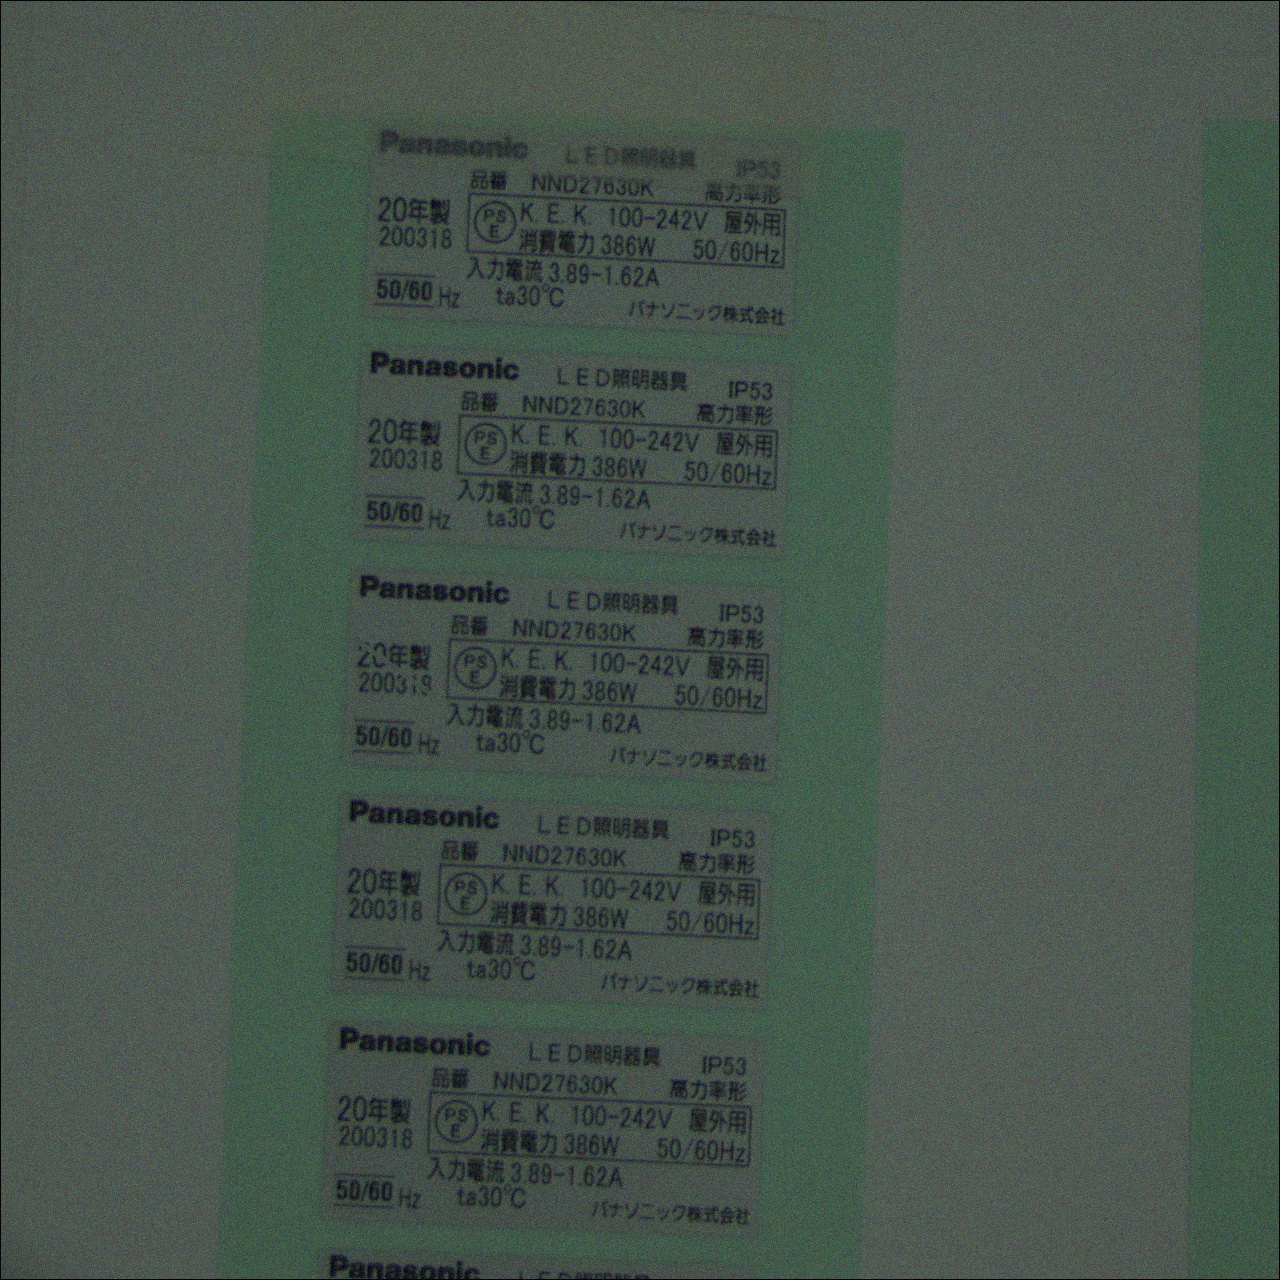 Panasonic LED照明器具 IP53
品番 NND27630K 高力率形
20年製 PSE K.E.K. 100-242V 屋外用
200318 消費電力 386W 50/60Hz
入力電流 3.89-1.62A
50/60 Hz ta30℃ パナソニック株式会社
Panasonic LED照明器具 IP53
品番 NND27630K 高力率形
20年製 PSE K.E.K. 100-242V 屋外用
200318 消費電力 386W 50/60Hz
入力電流 3.89-1.62A
50/60 Hz ta30℃ パナソニック株式会社
Panasonic LED照明器具 IP53
品番 NND27630K 高力率形
20年製 PSE K.E.K. 100-242V 屋外用
200318 消費電力 386W 50/60Hz
入力電流 3.89-1.62A
50/60 Hz ta30℃ パナソニック株式会社
Panasonic LED照明器具 IP53
品番 NND27630K 高力率形
20年製 PSE K.E.K. 100-242V 屋外用
200318 消費電力 386W 50/60Hz
入力電流 3.89-1.62A
50/60 Hz ta30℃ パナソニック株式会社
Panasonic LED照明器具 IP53
品番 NND27630K 高力率形
20年製 PSE K.E.K. 100-242V 屋外用
200318 消費電力 386W 50/60Hz
入力電流 3.89-1.62A
50/60 Hz ta30℃ パナソニック株式会社
Panasonic